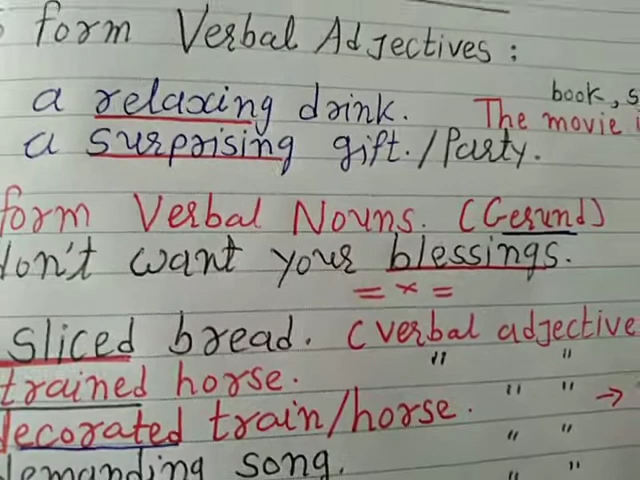 form Verbal Adjectives :
book, s
a relaxing drink. The movie i
a surprising gift. / Party.
form Verbal Nouns. (Gerund)
don't want your blessings.
= x =
sliced bread. (verbal adjective
" "
trained horse. " " →
decorated train/horse. " "
demanding song. " "